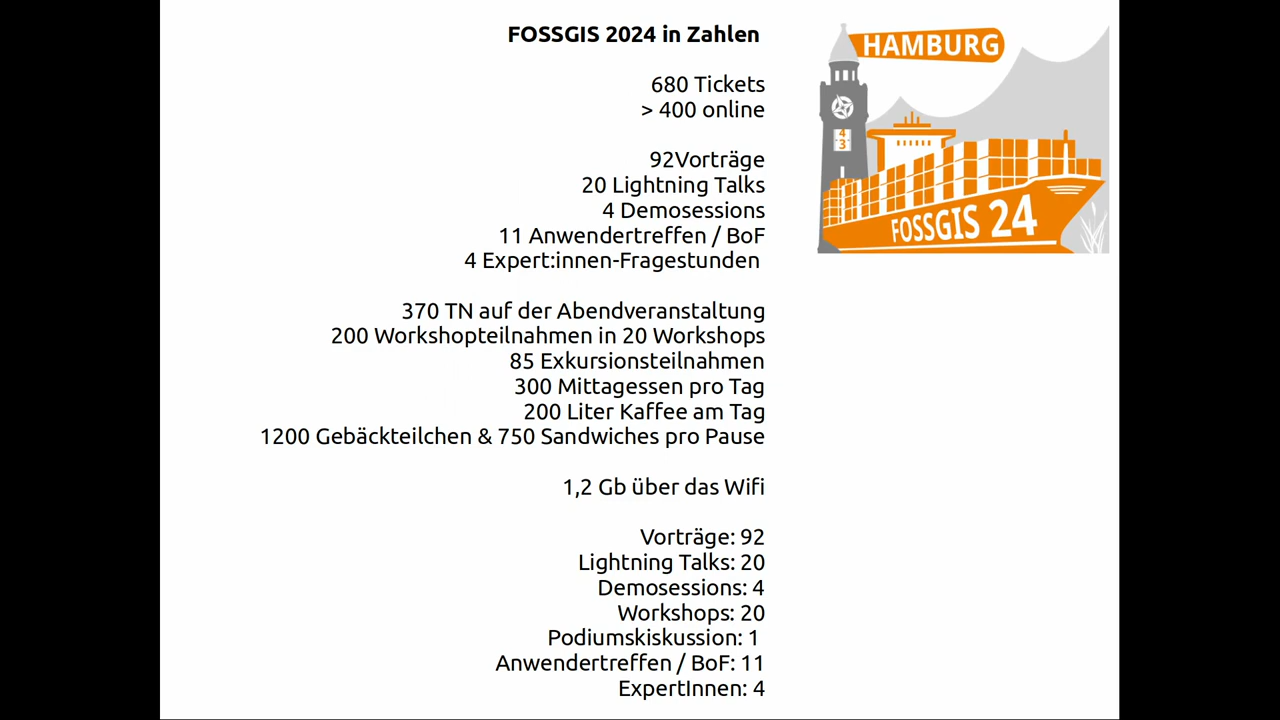 FOSSGIS 2024 in Zahlen
680 Tickets
> 400 online
92Vorträge
20 Lightning Talks
4 Demosessions
11 Anwendertreffen / BoF
4 Expert:innen-Fragestunden
370 TN auf der Abendveranstaltung
200 Workshopteilnahmen in 20 Workshops
85 Exkursionsteilnahmen
300 Mittagessen pro Tag
200 Liter Kaffee am Tag
1200 Gebäckteilchen & 750 Sandwiches pro Pause
1,2 Gb über das Wifi
Vorträge: 92
Lightning Talks: 20
Demosessions: 4
Workshops: 20
Podiumskiskussion: 1
Anwendertreffen / BoF: 11
ExpertInnen: 4
HAMBURG
4
3
FOSSGIS 24